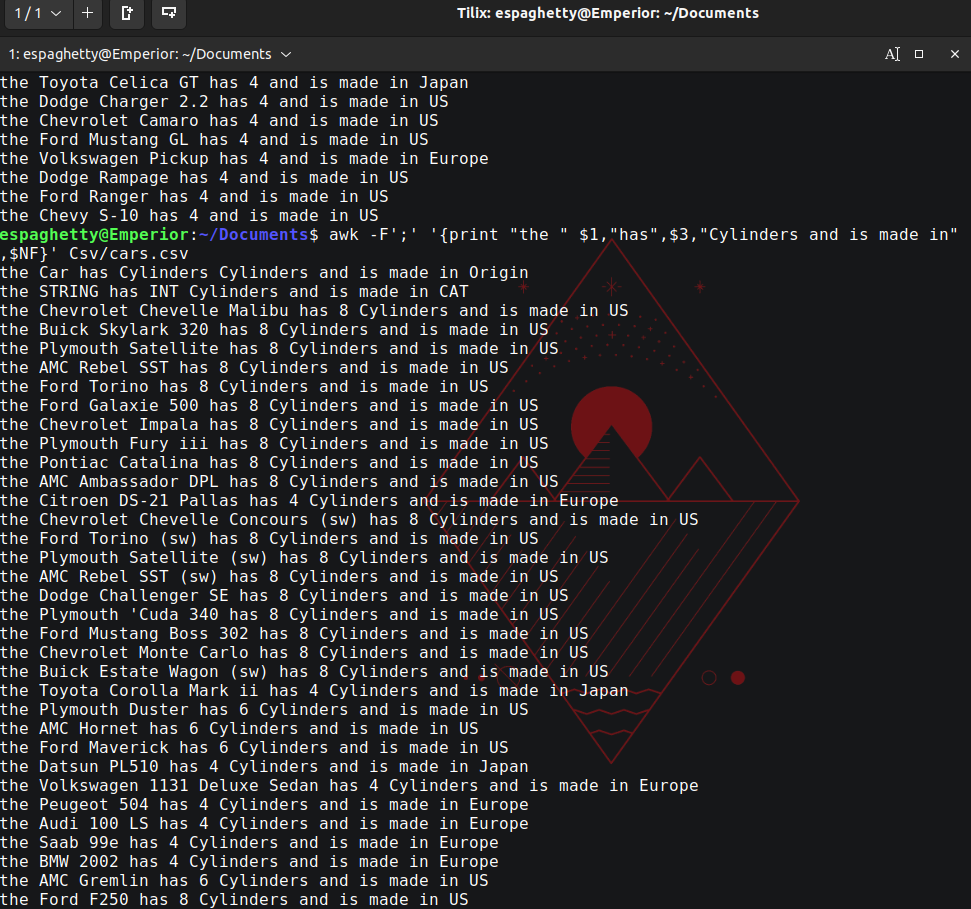 1 / 1
Tilix: espaghetty@Emperior: ~/Documents
1: espaghetty@Emperior: ~/Documents
the Toyota Celica GT has 4 and is made in Japan
the Dodge Charger 2.2 has 4 and is made in US
the Chevrolet Camaro has 4 and is made in US
the Ford Mustang GL has 4 and is made in US
the Volkswagen Pickup has 4 and is made in Europe
the Dodge Rampage has 4 and is made in US
the Ford Ranger has 4 and is made in US
the Chevy S-10 has 4 and is made in US
espaghetty@Emperior:~/Documents$ awk -F';' '{print "the " $1,"has",$3,"Cylinders and is made in"
,$NF}' Csv/cars.csv
the Car has Cylinders Cylinders and is made in Origin
the STRING has INT Cylinders and is made in CAT
the Chevrolet Chevelle Malibu has 8 Cylinders and is made in US
the Buick Skylark 320 has 8 Cylinders and is made in US
the Plymouth Satellite has 8 Cylinders and is made in US
the AMC Rebel SST has 8 Cylinders and is made in US
the Ford Torino has 8 Cylinders and is made in US
the Ford Galaxie 500 has 8 Cylinders and is made in US
the Chevrolet Impala has 8 Cylinders and is made in US
the Plymouth Fury iii has 8 Cylinders and is made in US
the Pontiac Catalina has 8 Cylinders and is made in US
the AMC Ambassador DPL has 8 Cylinders and is made in US
the Citroen DS-21 Pallas has 4 Cylinders and is made in Europe
the Chevrolet Chevelle Concours (sw) has 8 Cylinders and is made in US
the Ford Torino (sw) has 8 Cylinders and is made in US
the Plymouth Satellite (sw) has 8 Cylinders and is made in US
the AMC Rebel SST (sw) has 8 Cylinders and is made in US
the Dodge Challenger SE has 8 Cylinders and is made in US
the Plymouth 'Cuda 340 has 8 Cylinders and is made in US
the Ford Mustang Boss 302 has 8 Cylinders and is made in US
the Chevrolet Monte Carlo has 8 Cylinders and is made in US
the Buick Estate Wagon (sw) has 8 Cylinders and is made in US
the Toyota Corolla Mark ii has 4 Cylinders and is made in Japan
the Plymouth Duster has 6 Cylinders and is made in US
the AMC Hornet has 6 Cylinders and is made in US
the Ford Maverick has 6 Cylinders and is made in US
the Datsun PL510 has 4 Cylinders and is made in Japan
the Volkswagen 1131 Deluxe Sedan has 4 Cylinders and is made in Europe
the Peugeot 504 has 4 Cylinders and is made in Europe
the Audi 100 LS has 4 Cylinders and is made in Europe
the Saab 99e has 4 Cylinders and is made in Europe
the BMW 2002 has 4 Cylinders and is made in Europe
the AMC Gremlin has 6 Cylinders and is made in US
the Ford F250 has 8 Cylinders and is made in US